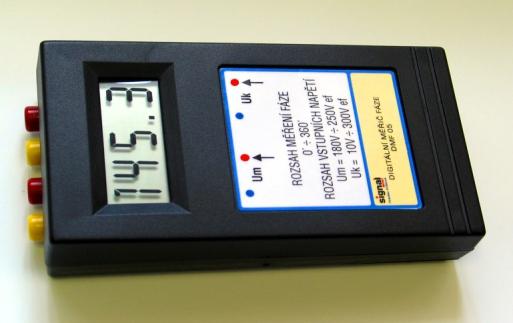 145.3
Um Uk
ROZSAH MĚŘENÍ FÁZE
0° ÷ 360°
ROZSAH VSTUPNÍCH NAPĚTÍ
Um = 180V ÷ 250V ef
Uk = 10V ÷ 300V ef
signal
DIGITÁLNÍ MĚŘIČ FÁZE
DMF 05